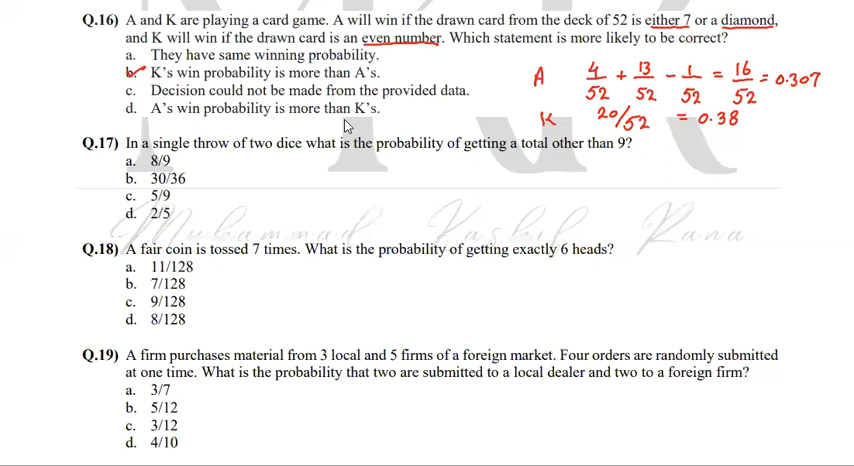 Q.16) A and K are playing a card game. A will win if the drawn card from the deck of 52 is either 7 or a diamond,
and K will win if the drawn card is an even number. Which statement is more likely to be correct?
a. They have same winning probability.
b. K's win probability is more than A's.
c. Decision could not be made from the provided data.
d. A's win probability is more than K's.
A 4/52 + 13/52 - 1/52 = 16/52 = 0.307
K 20/52 = 0.38
Q.17) In a single throw of two dice what is the probability of getting a total other than 9?
a. 8/9
b. 30/36
c. 5/9
d. 2/5
Muhammad Kashif Rana
Q.18) A fair coin is tossed 7 times. What is the probability of getting exactly 6 heads?
a. 11/128
b. 7/128
c. 9/128
d. 8/128
Q.19) A firm purchases material from 3 local and 5 firms of a foreign market. Four orders are randomly submitted
at one time. What is the probability that two are submitted to a local dealer and two to a foreign firm?
a. 3/7
b. 5/12
c. 3/12
d. 4/10